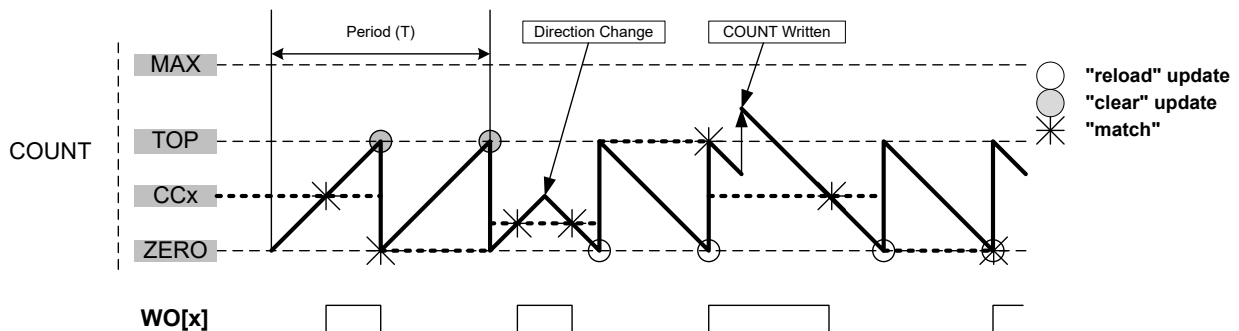 Period (T)
Direction Change
COUNT Written
MAX
"reload" update
"clear" update
TOP
"match"
COUNT
CCx
ZERO
WO[x]